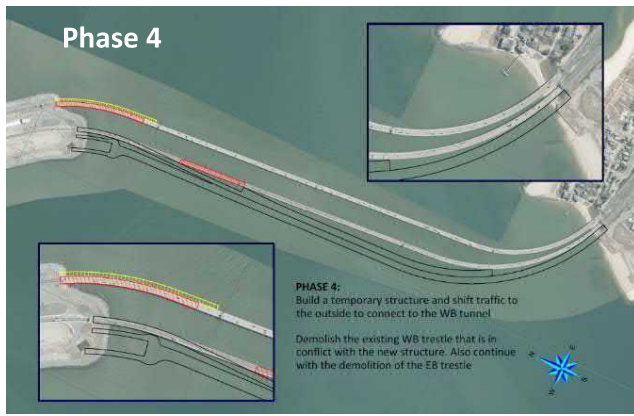 Phase 4
PHASE 4:
Build a temporary structure and shift traffic to
the outside to connect to the WB tunnel
Demolish the existing WB trestle that is in
conflict with the new structure. Also continue
with the demolition of the EB trestle